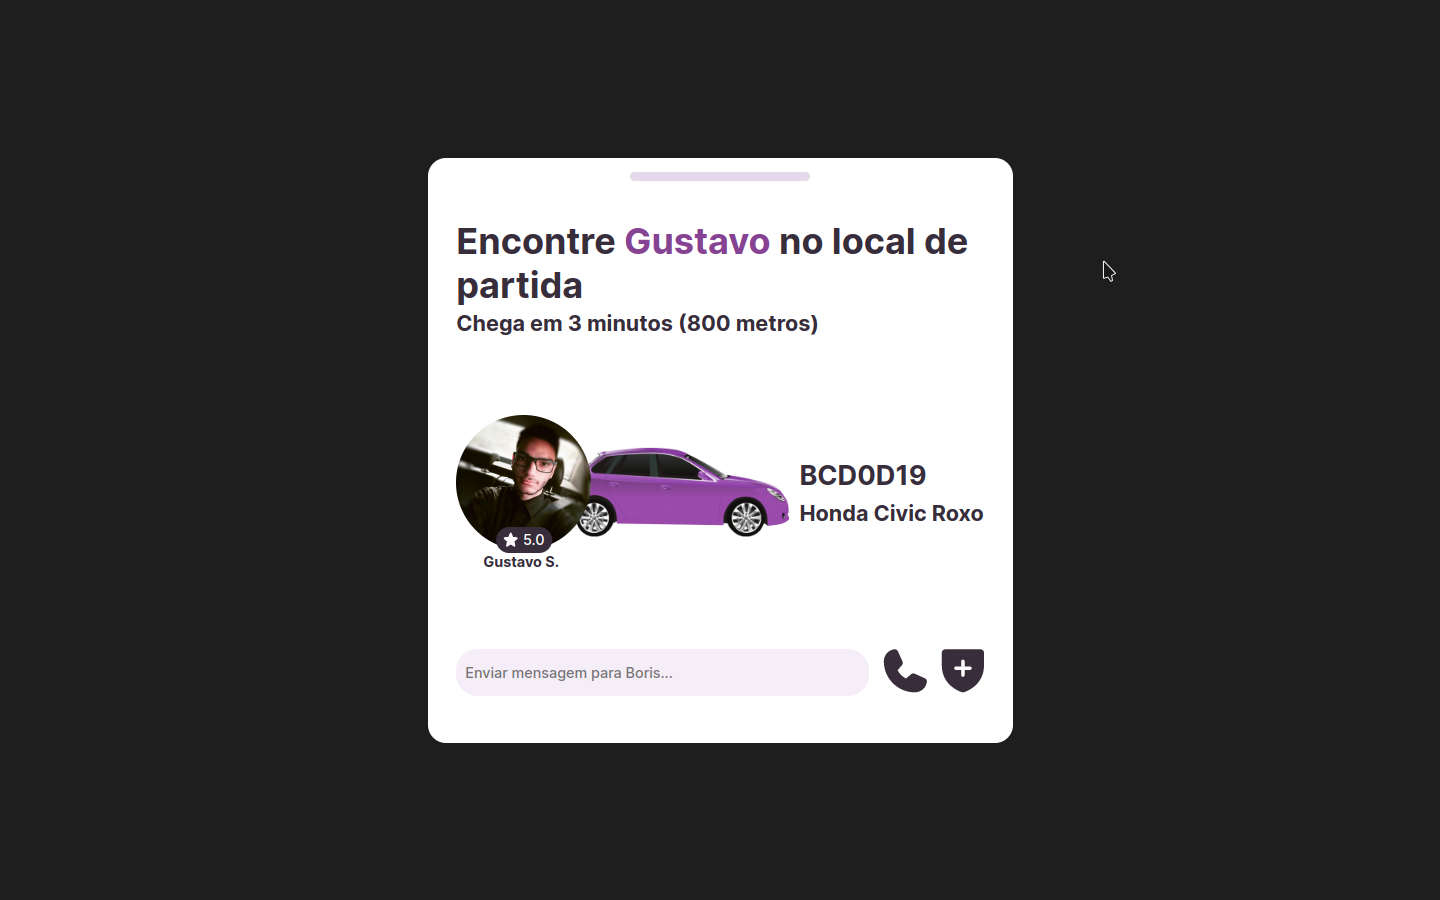 Encontre Gustavo no local de
partida
Chega em 3 minutos (800 metros)
BCD0D19
Honda Civic Roxo
5.0
Gustavo S.
Enviar mensagem para Boris...